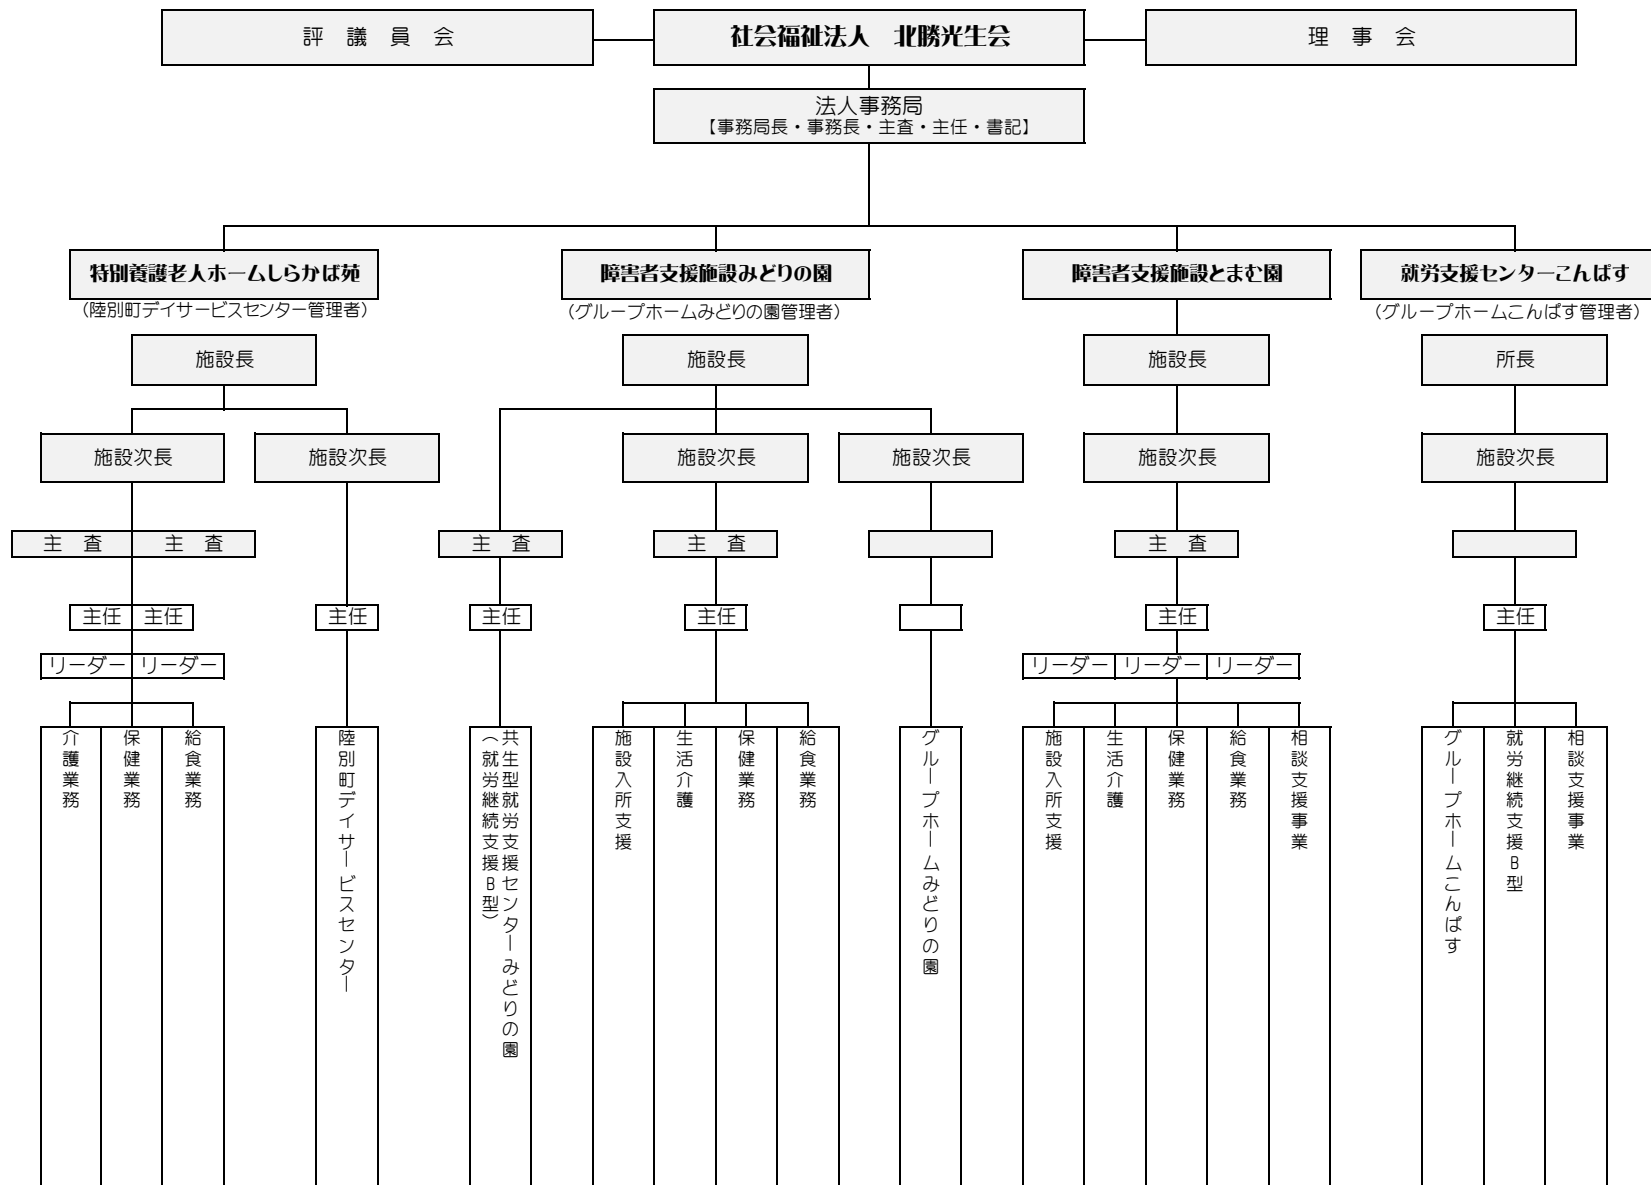 評　議　員　会
社会福祉法人　北勝光生会
理　事　会
法人事務局
【事務局長・事務長・主査・主任・書記】
特別養護老人ホームしらかば苑
(陸別町デイサービスセンター管理者)
障害者支援施設みどりの園
(グループホームみどりの園管理者)
障害者支援施設とまむ園
就労支援センターこんぱす
(グループホームこんぱす管理者)
施設長
施設長
施設長
所長
施設次長
施設次長
施設次長
施設次長
施設次長
施設次長
主　査
主　査
主　査
主　査
主　査
主任
主任
主任
主任
主任
主任
主任
リーダー
リーダー
リーダー
リーダー
リーダー
介護業務
保健業務
給食業務
陸別町デイサービスセンター
共生型就労支援センターみどりの園
(就労継続支援B型)
施設入所支援
生活介護
保健業務
給食業務
グループホームみどりの園
施設入所支援
生活介護
保健業務
給食業務
相談支援事業
グループホームこんぱす
就労継続支援B型
相談支援事業